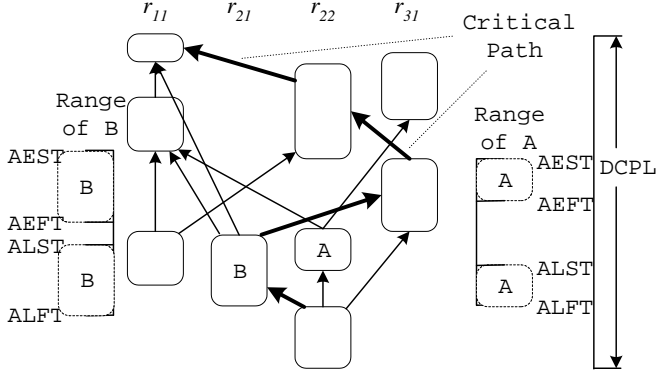 r11 r21 r22 r31
Critical
Path
Range
of B
Range
of A
AEST
B
AEFT
ALST
B
ALFT
B
A
AEST
A
AEFT
ALST
A
ALFT
DCPL